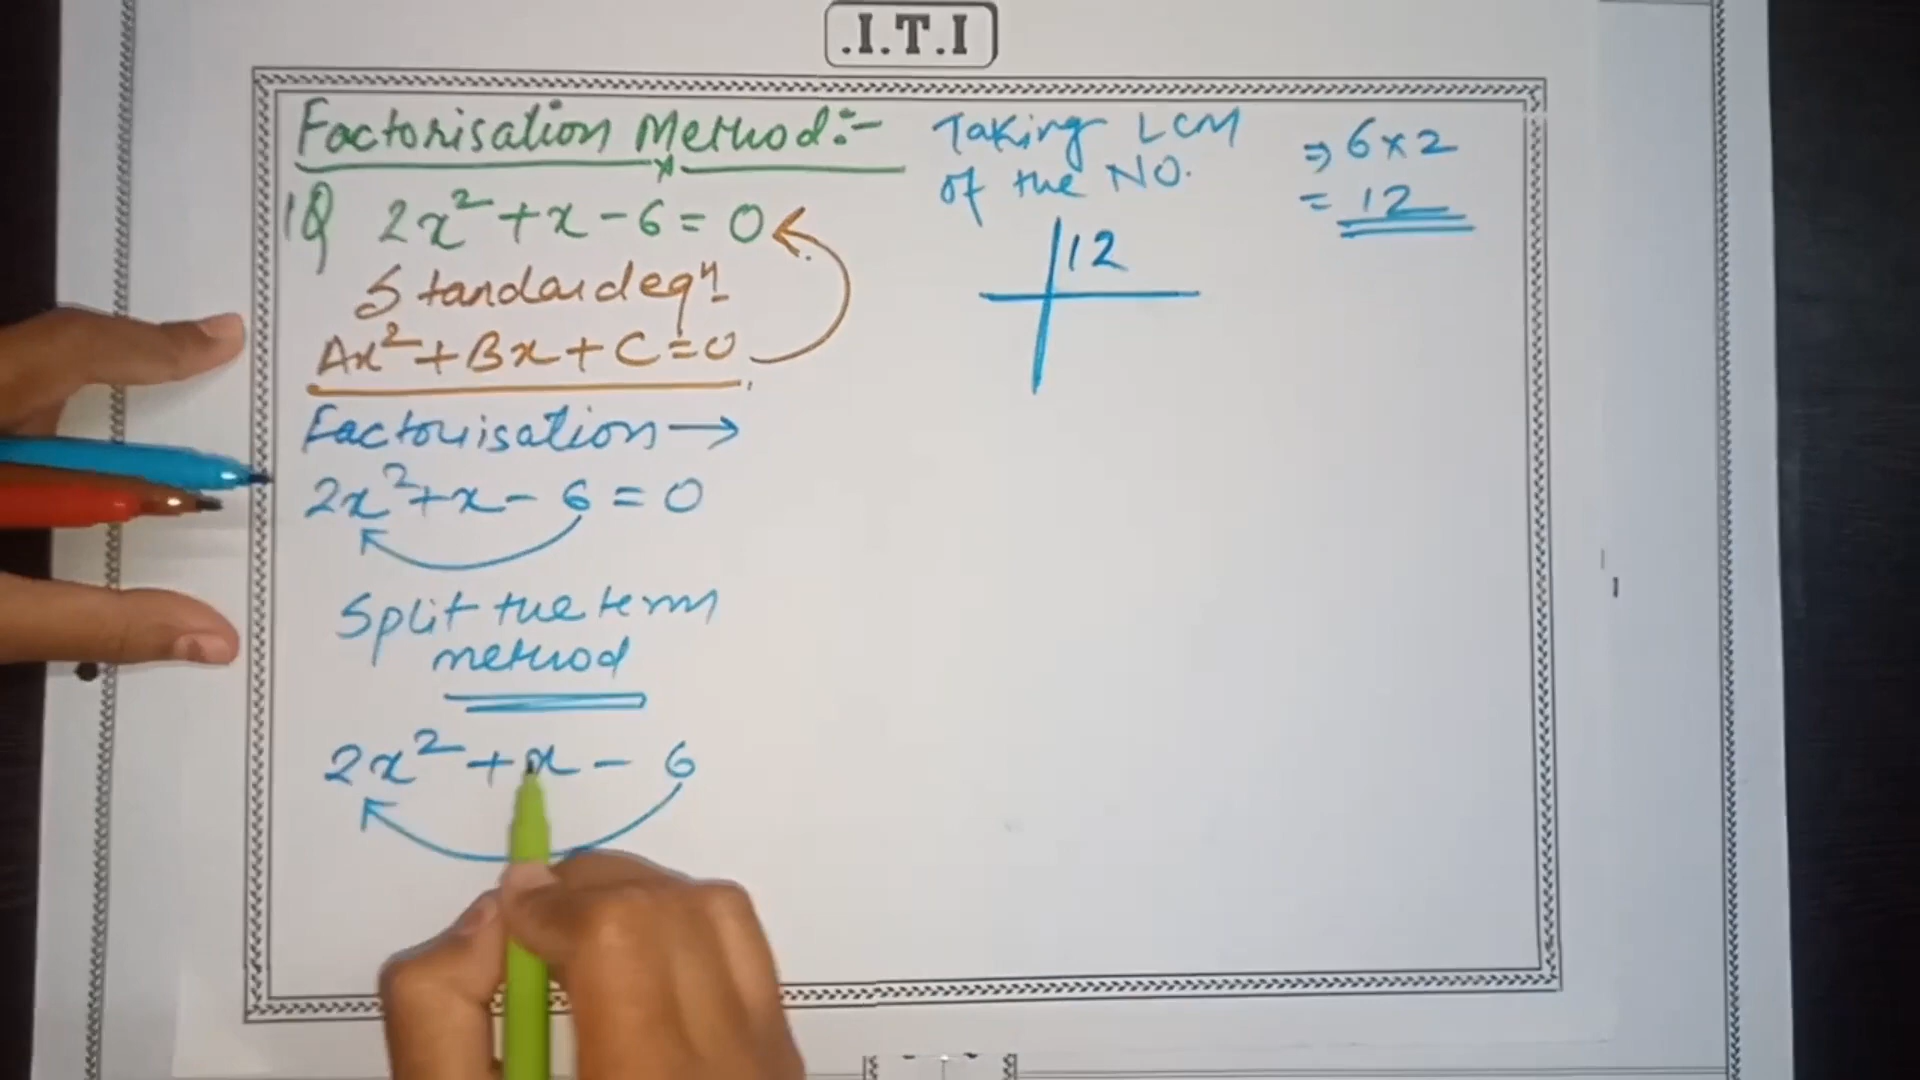 .I.T.I
Factorisation Method:-
1Q 2x² + x - 6 = 0
Standard eqn
Ax² + Bx + C = 0
Factorisation →
2x² + x - 6 = 0
Split the term
method
2x² + x - 6
Taking LCM
of the NO.
12
⇒ 6 x 2
= 12